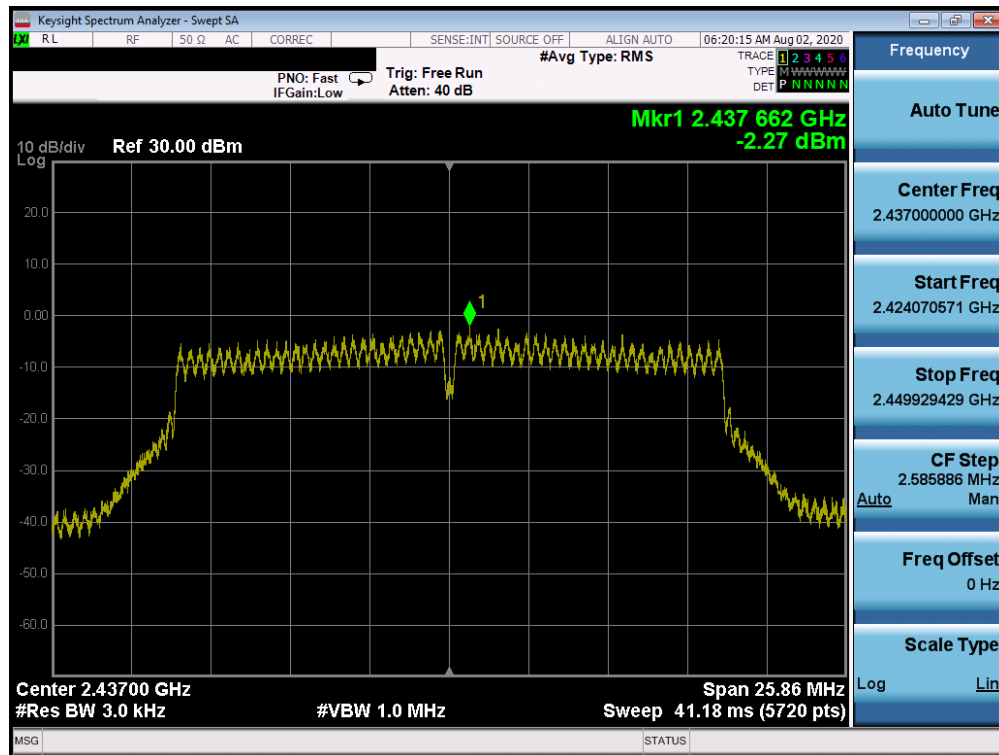 Keysight Spectrum Analyzer - Swept SA
LXI RL RF 50 Ω AC CORREC SENSE:INT SOURCE OFF ALIGN AUTO 06:20:15 AM Aug 02, 2020
#Avg Type: RMS
TRACE 1 2 3 4 5 6
PNO: Fast Trig: Free Run TYPE M WWWWW
IFGain:Low Atten: 40 dB DET P N N N N N
Mkr1 2.437 662 GHz
-2.27 dBm
10 dB/div Ref 30.00 dBm
Log
1
20.0
10.0
0.00
-10.0
-20.0
-30.0
-40.0
-50.0
-60.0
Center 2.43700 GHz Span 25.86 MHz
#Res BW 3.0 kHz #VBW 1.0 MHz Sweep 41.18 ms (5720 pts)
MSG STATUS
Frequency
Auto Tune
Center Freq
2.437000000 GHz
Start Freq
2.424070571 GHz
Stop Freq
2.449929429 GHz
CF Step
2.585886 MHz
Auto Man
Freq Offset
0 Hz
Scale Type
Log Lin